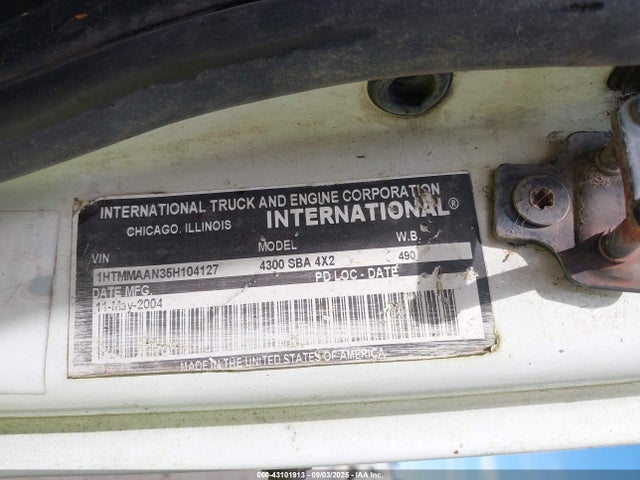 INTERNATIONAL TRUCK AND ENGINE CORPORATION
CHICAGO. ILLINOIS INTERNATIONAL®
VIN MODEL W.B.
1HTMMAAN35H104127 4300 SBA 4X2 490
DATE MFG PD LOC - DATE
11-May-2004
MADE IN THE UNITED STATES OF AMERICA
000-43101913 - 09/03/2025 - © IAA, Inc.